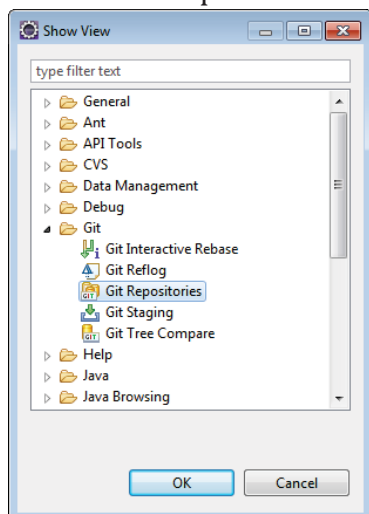 Show View
type filter text
General
Ant
API Tools
CVS
Data Management
Debug
Git
Git Interactive Rebase
Git Reflog
Git Repositories
Git Staging
Git Tree Compare
Help
Java
Java Browsing
OK Cancel